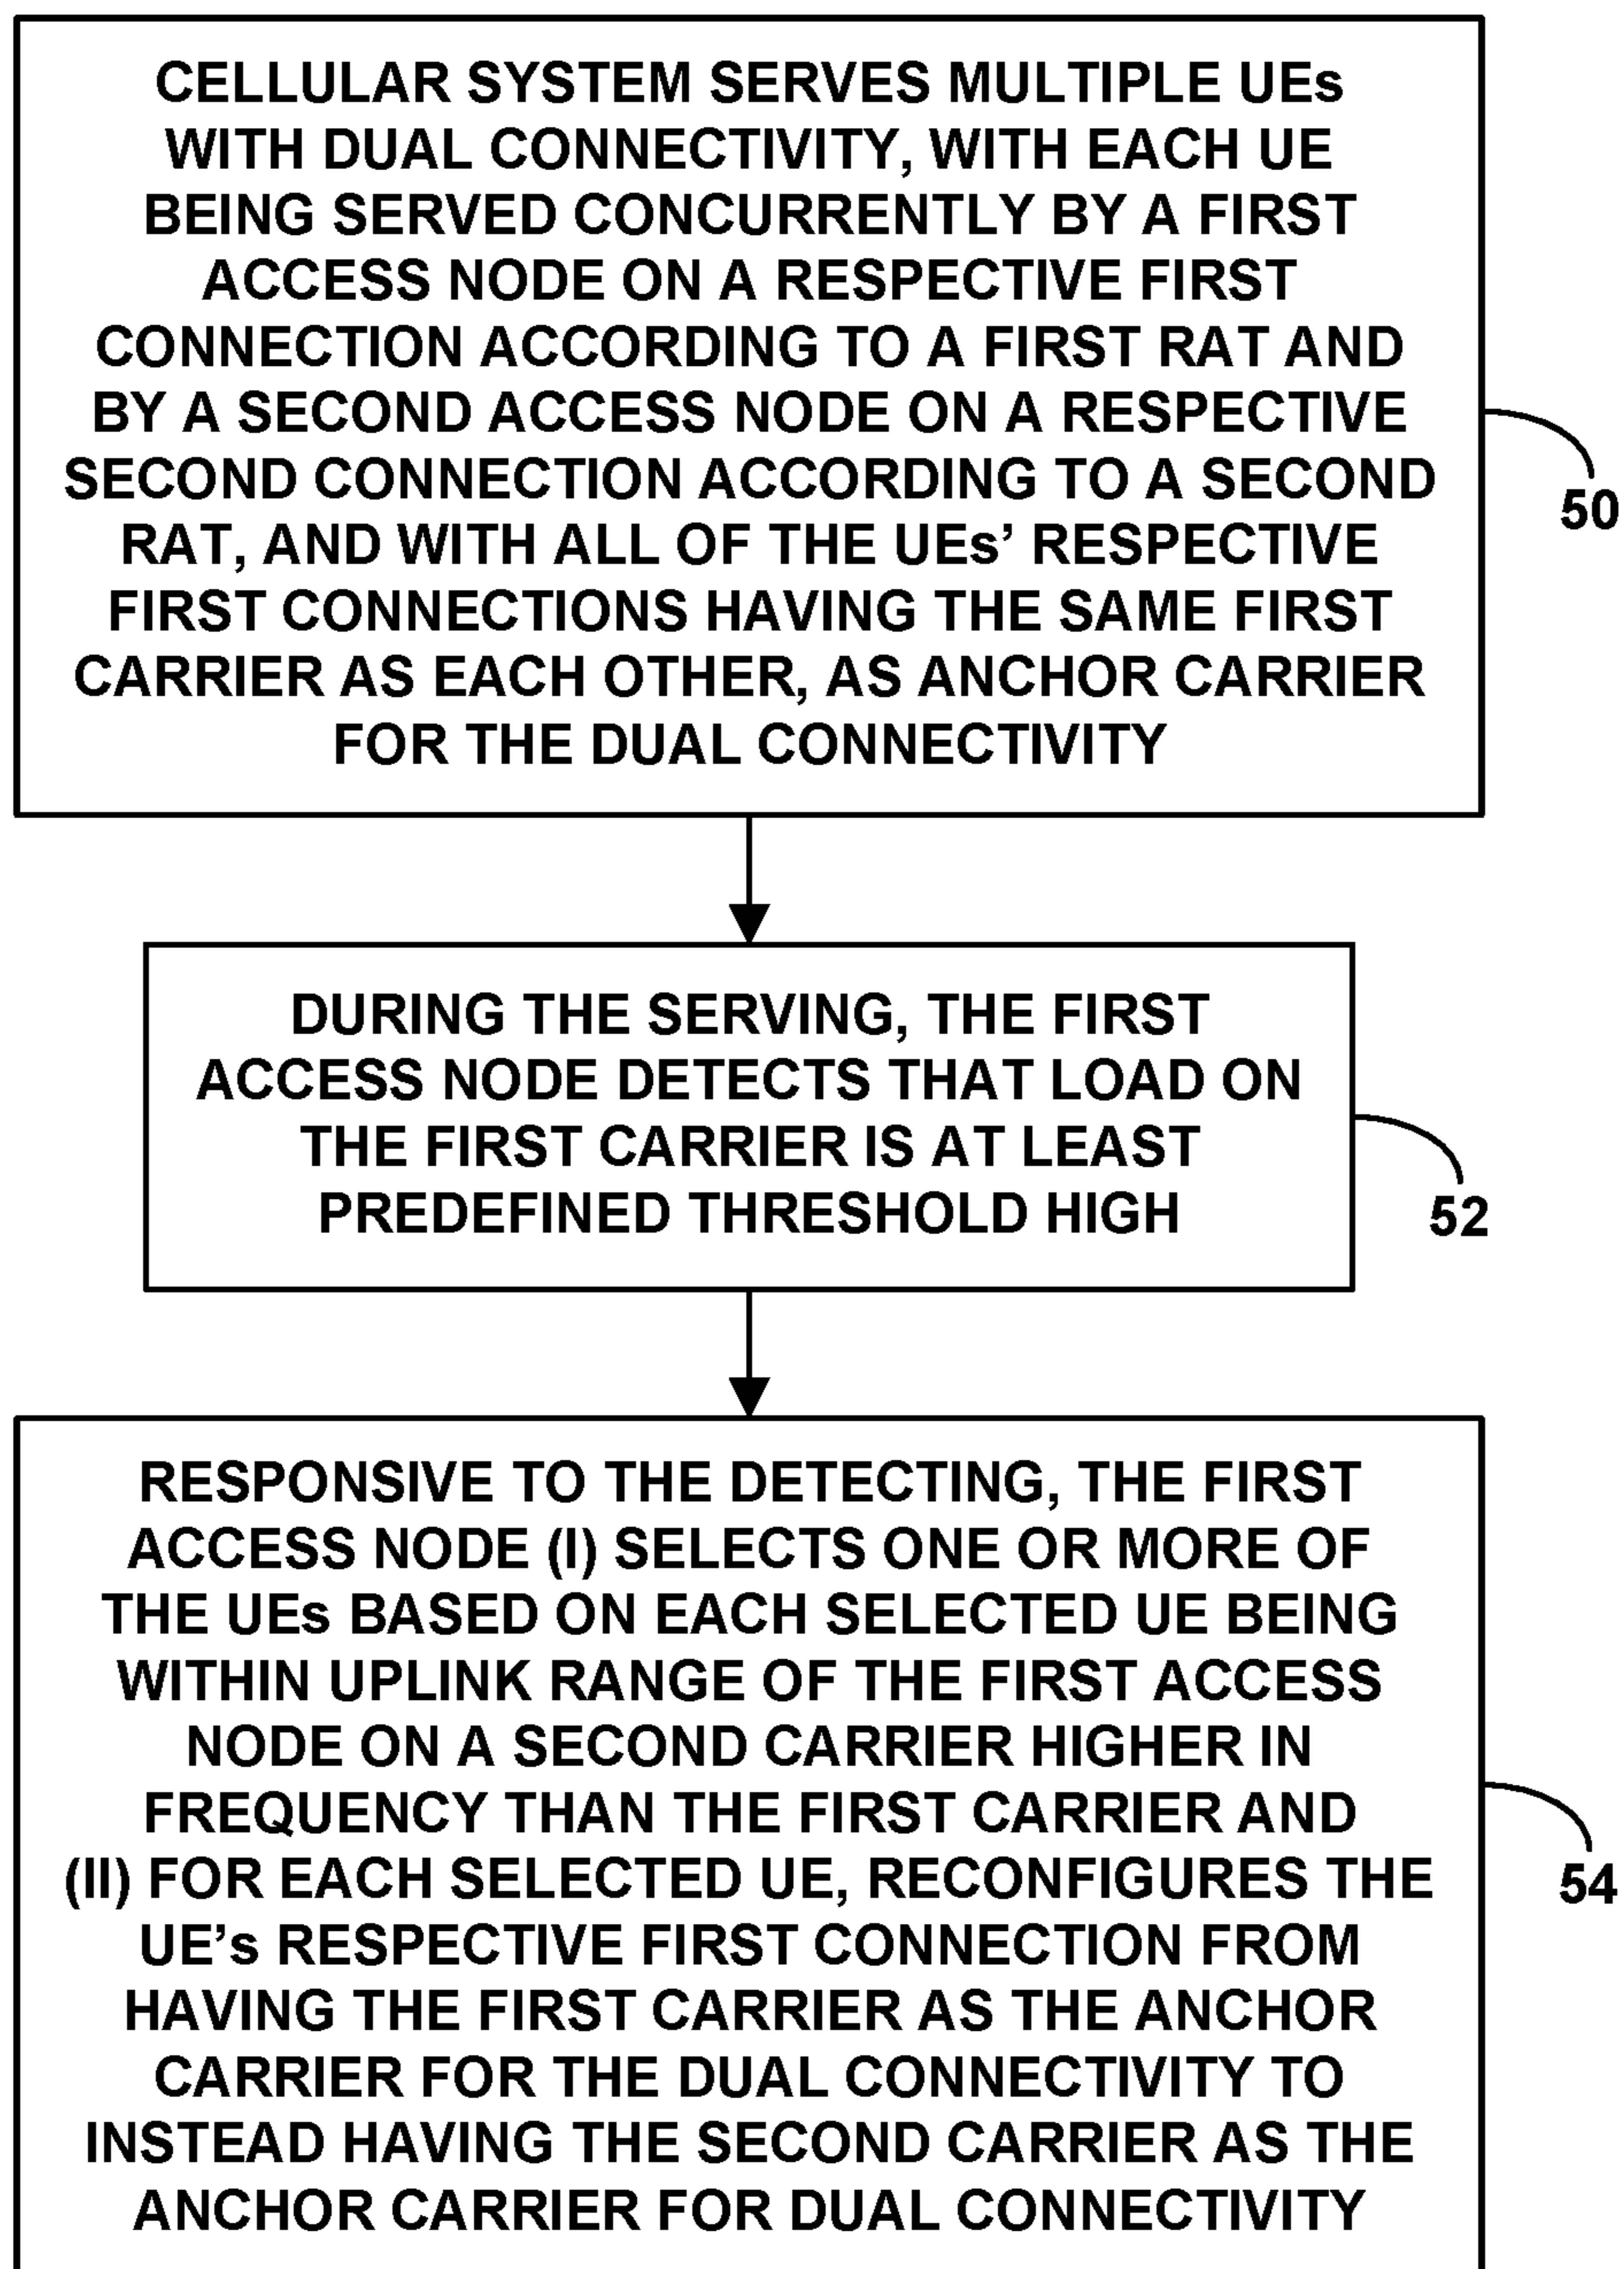 CELLULAR SYSTEM SERVES MULTIPLE UEs
WITH DUAL CONNECTIVITY, WITH EACH UE
BEING SERVED CONCURRENTLY BY A FIRST
ACCESS NODE ON A RESPECTIVE FIRST
CONNECTION ACCORDING TO A FIRST RAT AND
BY A SECOND ACCESS NODE ON A RESPECTIVE
SECOND CONNECTION ACCORDING TO A SECOND
RAT, AND WITH ALL OF THE UEs’ RESPECTIVE
FIRST CONNECTIONS HAVING THE SAME FIRST
CARRIER AS EACH OTHER, AS ANCHOR CARRIER
FOR THE DUAL CONNECTIVITY
50
DURING THE SERVING, THE FIRST
ACCESS NODE DETECTS THAT LOAD ON
THE FIRST CARRIER IS AT LEAST
PREDEFINED THRESHOLD HIGH
52
RESPONSIVE TO THE DETECTING, THE FIRST
ACCESS NODE (I) SELECTS ONE OR MORE OF
THE UEs BASED ON EACH SELECTED UE BEING
WITHIN UPLINK RANGE OF THE FIRST ACCESS
NODE ON A SECOND CARRIER HIGHER IN
FREQUENCY THAN THE FIRST CARRIER AND
(II) FOR EACH SELECTED UE, RECONFIGURES THE
UE’s RESPECTIVE FIRST CONNECTION FROM
HAVING THE FIRST CARRIER AS THE ANCHOR
CARRIER FOR THE DUAL CONNECTIVITY TO
INSTEAD HAVING THE SECOND CARRIER AS THE
ANCHOR CARRIER FOR DUAL CONNECTIVITY
54